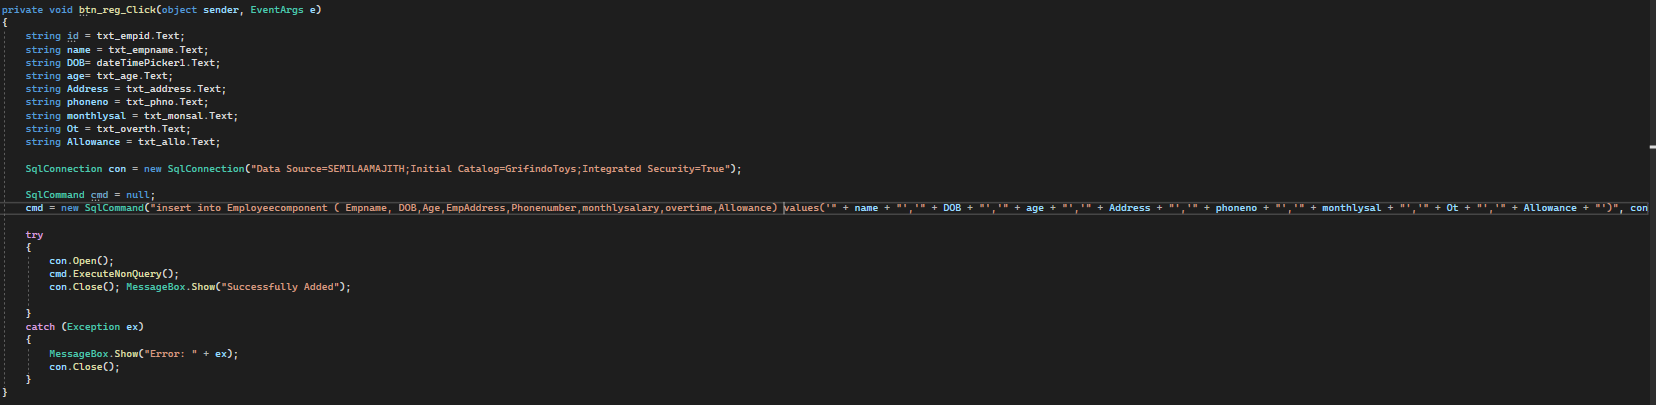 private void btn_reg_Click(object sender, EventArgs e)
{
string id = txt_empid.Text;
string name = txt_empname.Text;
string DOB= dateTimePicker1.Text;
string age= txt_age.Text;
string Address = txt_address.Text;
string phoneno = txt_phno.Text;
string monthlysal = txt_monsal.Text;
string Ot = txt_overth.Text;
string Allowance = txt_allo.Text;
SqlConnection con = new SqlConnection("Data Source=SEMILAAMAJITH;Initial Catalog=GrifindoToys;Integrated Security=True");
SqlCommand cmd = null;
cmd = new SqlCommand("insert into Employeecomponent ( Empname, DOB,Age,EmpAddress,Phonenumber,monthlysalary,overtime,Allowance) values('" + name + "','" + DOB + "','" + age + "','" + Address + "','" + phoneno + "','" + monthlysal + "','" + Ot + "','" + Allowance + "')", con
try
{
con.Open();
cmd.ExecuteNonQuery();
con.Close(); MessageBox.Show("Successfully Added");
}
catch (Exception ex)
{
MessageBox.Show("Error: " + ex);
con.Close();
}
}